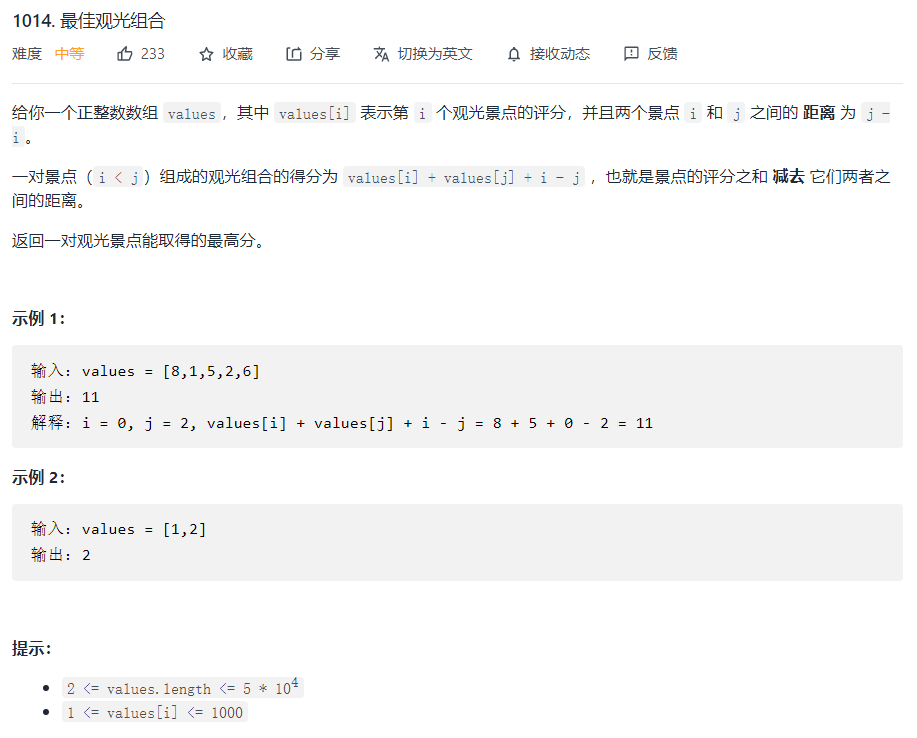 1014. 最佳观光组合
难度 中等 233 收藏 分享 切换为英文 接收动态 反馈
给你一个正整数数组 values，其中 values[i] 表示第 i 个观光景点的评分，并且两个景点 i 和 j 之间的 距离 为 j -
i。
一对景点（i < j）组成的观光组合的得分为 values[i] + values[j] + i - j ，也就是景点的评分之和 减去 它们两者之
间的距离。
返回一对观光景点能取得的最高分。
示例 1：
输入：values = [8,1,5,2,6]
输出：11
解释：i = 0, j = 2, values[i] + values[j] + i - j = 8 + 5 + 0 - 2 = 11
示例 2：
输入：values = [1,2]
输出：2
提示：
• 2 <= values.length <= 5 * 10⁴
• 1 <= values[i] <= 1000